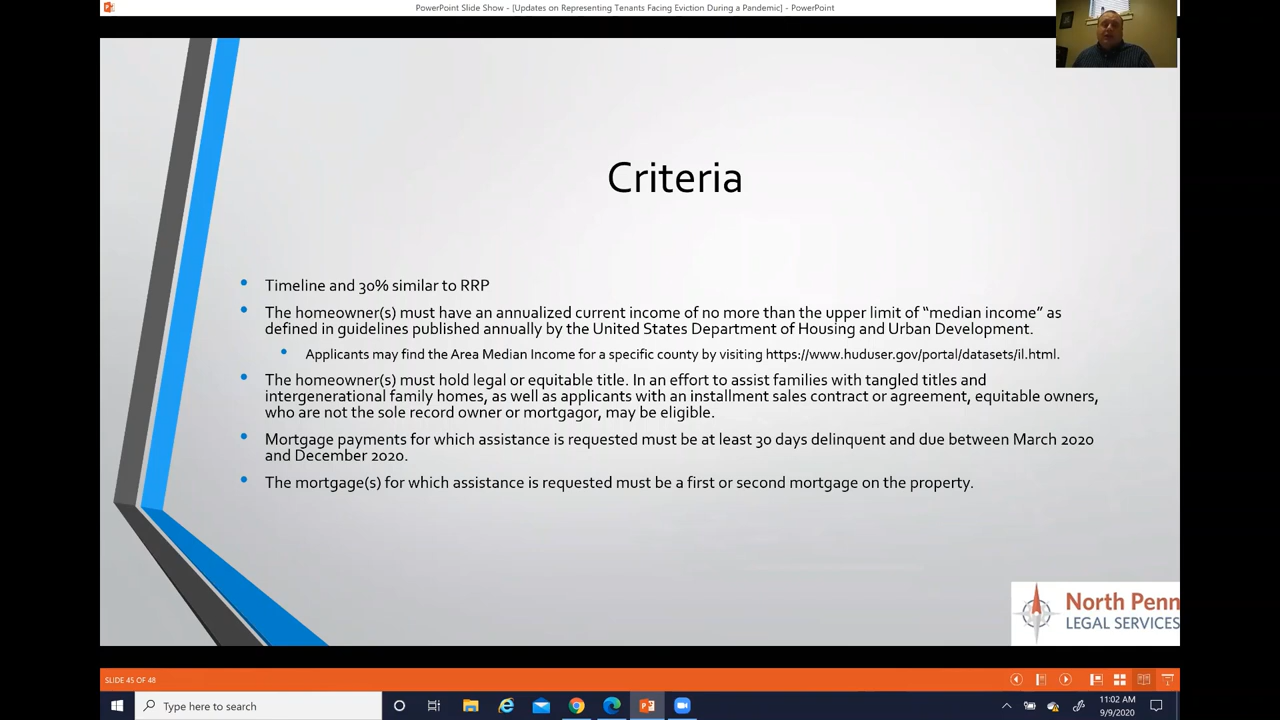 PowerPoint Slide Show - [Updates on Representing Tenants Facing Eviction During a Pandemic] - PowerPoint
Criteria
• Timeline and 30% similar to RRP
• The homeowner(s) must have an annualized current income of no more than the upper limit of “median income” as
defined in guidelines published annually by the United States Department of Housing and Urban Development.
• Applicants may find the Area Median Income for a specific county by visiting https://www.huduser.gov/portal/datasets/il.html.
• The homeowner(s) must hold legal or equitable title. In an effort to assist families with tangled titles and
intergenerational family homes, as well as applicants with an installment sales contract or agreement, equitable owners,
who are not the sole record owner or mortgagor, may be eligible.
• Mortgage payments for which assistance is requested must be at least 30 days delinquent and due between March 2020
and December 2020.
• The mortgage(s) for which assistance is requested must be a first or second mortgage on the property.
North Penn
LEGAL SERVICES
SLIDE 45 OF 48
Type here to search
11:02 AM
9/9/2020